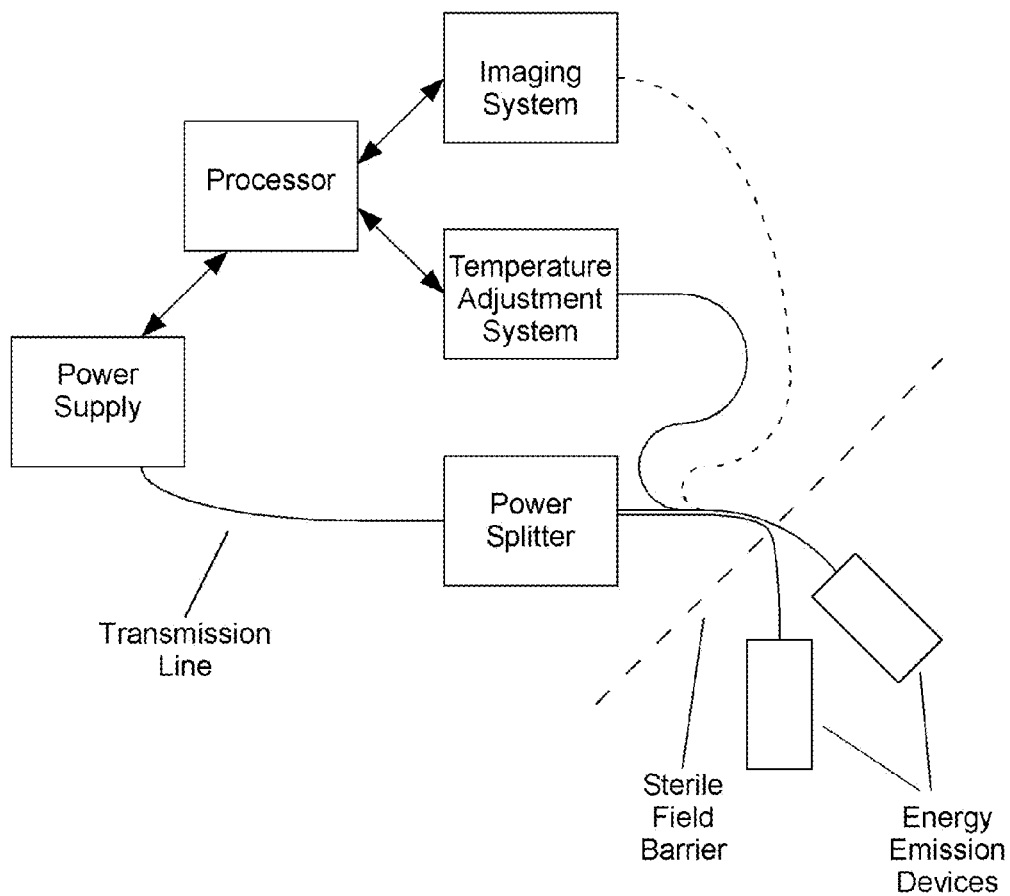 Imaging
System
Processor
Temperature
Adjustment
System
Power
Supply
Power
Splitter
Transmission
Line
Sterile
Field
Barrier
Energy
Emission
Devices